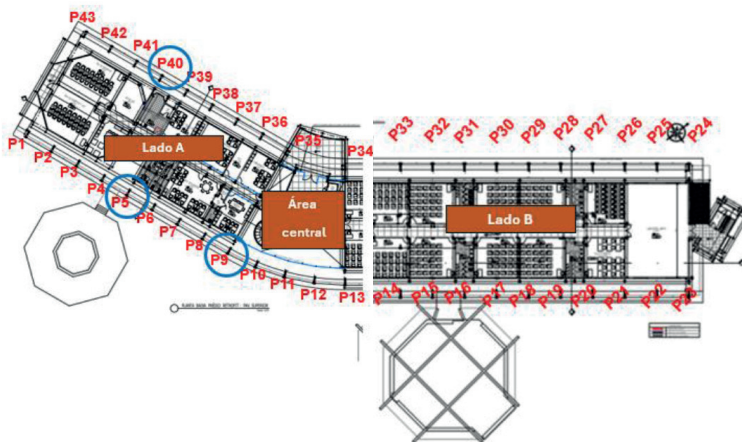 P43
P42
P41
P40
P39
P38
P37
P36
P35
P34
P33
P32
P31
P30
P29
P28
P27
P26
P25
P24
P1
P2
P3
P4
P5
P6
P7
P8
P9
P10
P11
P12
P13
P14
P15
P16
P17
P18
P19
P20
P21
P22
P23
Lado A
Área
central
Lado B